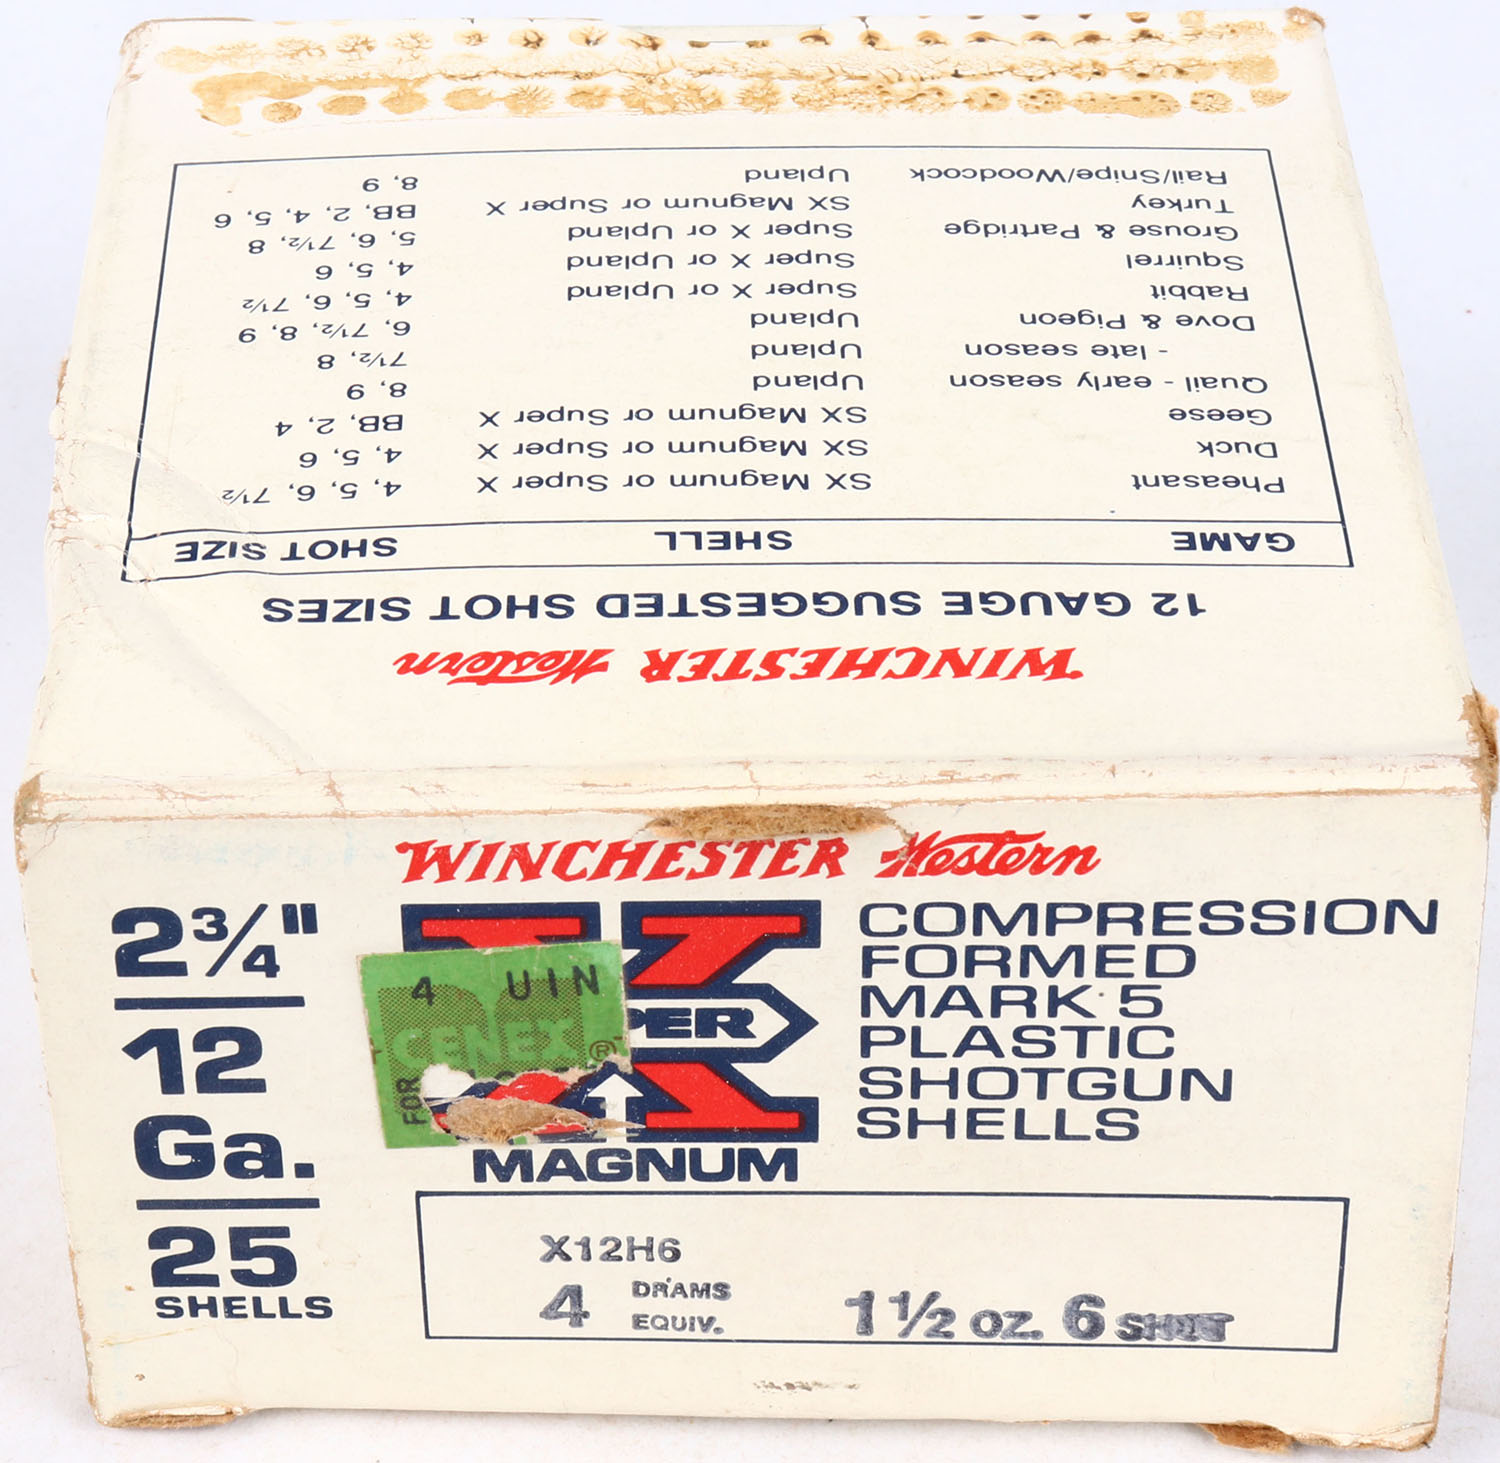 WINCHESTER Western
12 GAUGE SUGGESTED SHOT SIZES
GAME SHELL SHOT SIZE
Pheasant SX Magnum or Super X 4, 5, 6, 7½
Duck SX Magnum or Super X 4, 5, 6
Geese SX Magnum or Super X BB, 2, 4
Quail - early season Upland 8, 9
- late season Upland 7½, 8
Dove & Pigeon Upland 6, 7½, 8, 9
Rabbit Super X or Upland 4, 5, 6, 7½
Squirrel Super X or Upland 4, 5, 6
Grouse & Partridge Super X or Upland 5, 6, 7½, 8
Turkey SX Magnum or Super X BB, 2, 4, 5, 6
Rail/Snipe/Woodcock Upland 8, 9
WINCHESTER Western
2¾"
12
Ga.
25
SHELLS
4 UIN
CENEX®
FOR
PER
MAGNUM
COMPRESSION
FORMED
MARK 5
PLASTIC
SHOTGUN
SHELLS
X12H6
4 DRAMS EQUIV. 1½ OZ. 6 SHOT